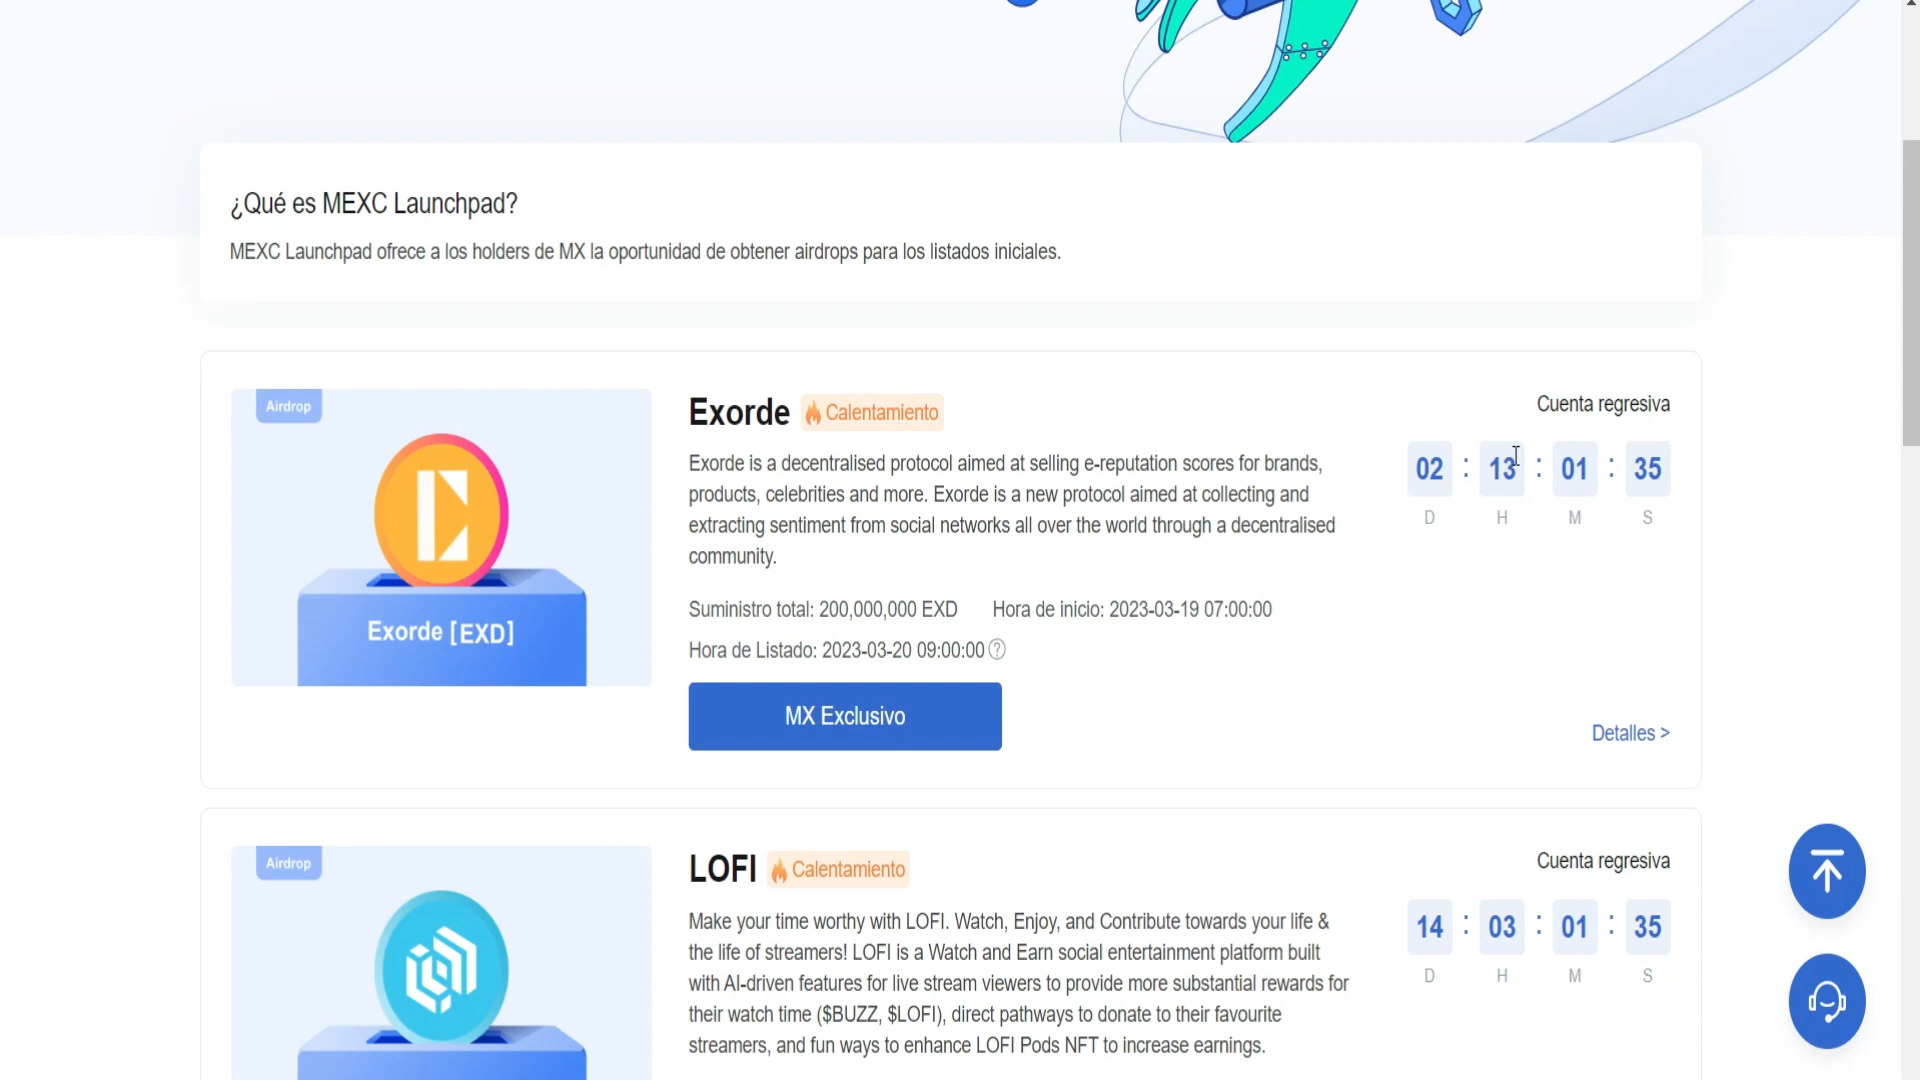 ¿Qué es MEXC Launchpad?
MEXC Launchpad ofrece a los holders de MX la oportunidad de obtener airdrops para los listados iniciales.
Airdrop
Exorde [EXD]
Exorde Calentamiento
Exorde is a decentralised protocol aimed at selling e-reputation scores for brands,
products, celebrities and more. Exorde is a new protocol aimed at collecting and
extracting sentiment from social networks all over the world through a decentralised
community.
Suministro total: 200,000,000 EXD Hora de inicio: 2023-03-19 07:00:00
Hora de Listado: 2023-03-20 09:00:00
MX Exclusivo
Cuenta regresiva
02 : 13 : 01 : 35
D H M S
Detalles >
Airdrop
LOFI Calentamiento
Make your time worthy with LOFI. Watch, Enjoy, and Contribute towards your life &
the life of streamers! LOFI is a Watch and Earn social entertainment platform built
with AI-driven features for live stream viewers to provide more substantial rewards for
their watch time ($BUZZ, $LOFI), direct pathways to donate to their favourite
streamers, and fun ways to enhance LOFI Pods NFT to increase earnings.
Cuenta regresiva
14 : 03 : 01 : 35
D H M S